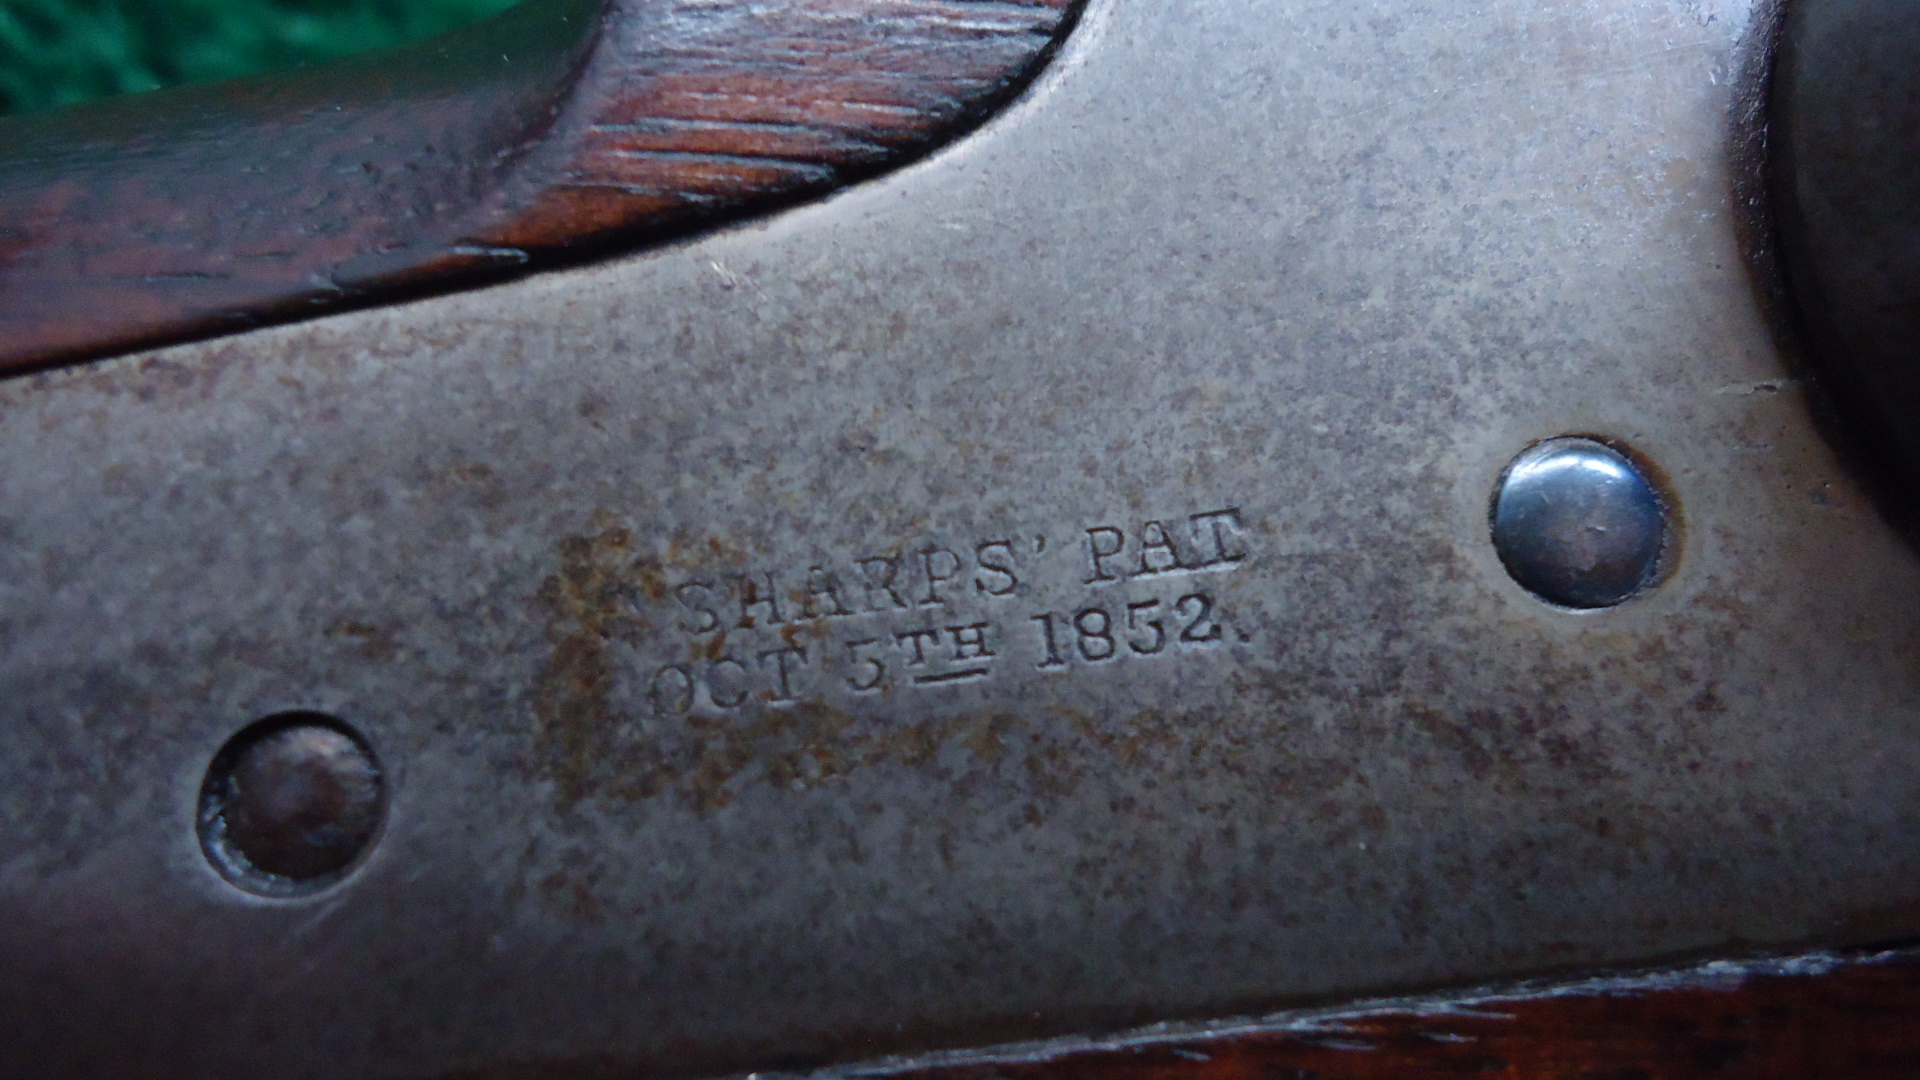 SHARPS' PAT
OCT 5TH 1852.